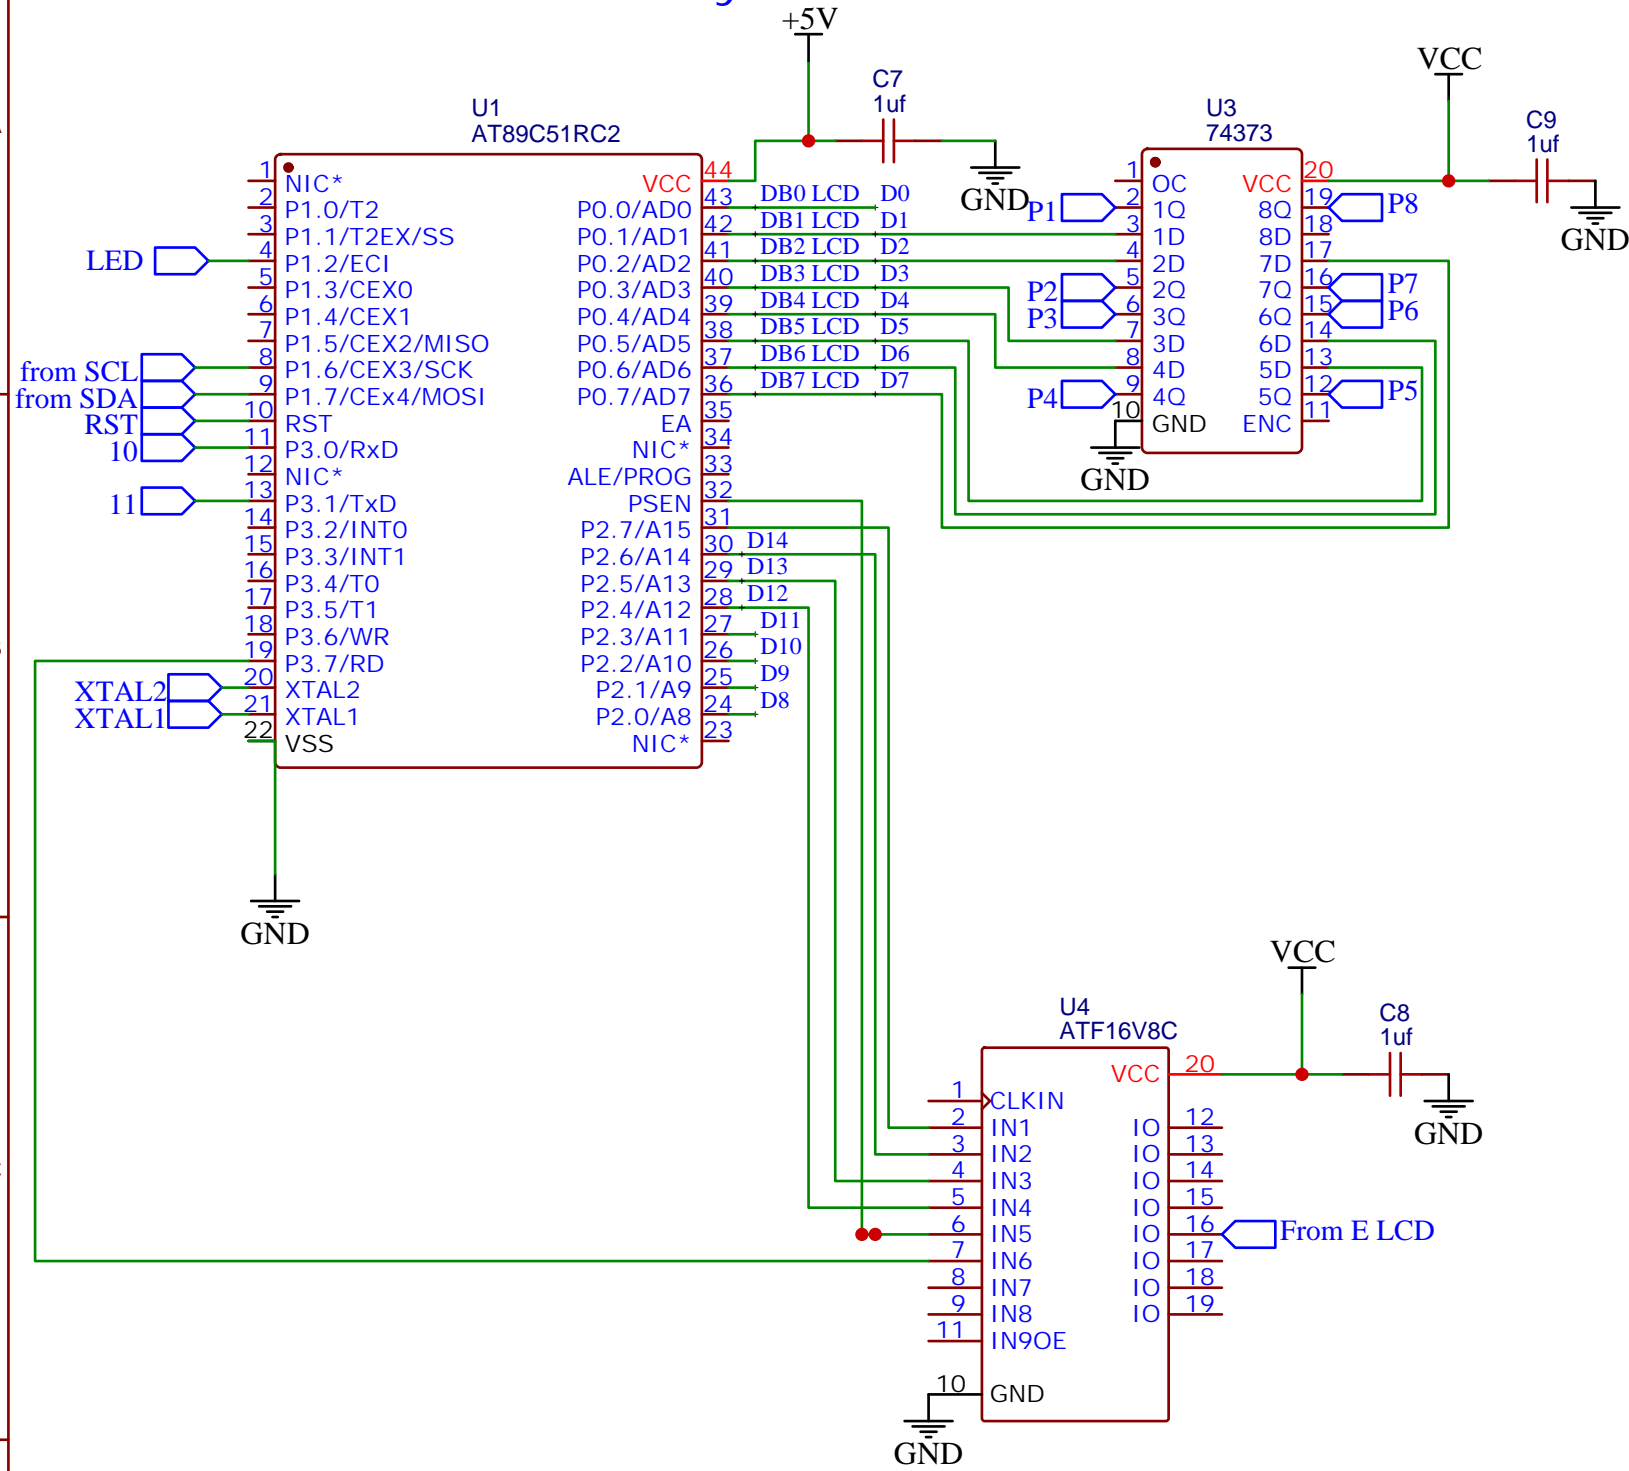 +5V
C7
1uf
GND
U1
AT89C51RC2
1 NIC*
2 P1.0/T2
3 P1.1/T2EX/SS
LED 4 P1.2/ECI
5 P1.3/CEX0
6 P1.4/CEX1
7 P1.5/CEX2/MISO
from SCL 8 P1.6/CEX3/SCK
from SDA 9 P1.7/CEx4/MOSI
RST 10 RST
10 11 P3.0/RxD
12 NIC*
11 13 P3.1/TxD
14 P3.2/INT0
15 P3.3/INT1
16 P3.4/T0
17 P3.5/T1
18 P3.6/WR
19 P3.7/RD
XTAL2 20 XTAL2
XTAL1 21 XTAL1
22 VSS
GND
VCC 44
P0.0/AD0 43 DB0 LCD D0
P0.1/AD1 42 DB1 LCD D1
P0.2/AD2 41 DB2 LCD D2
P0.3/AD3 40 DB3 LCD D3
P0.4/AD4 39 DB4 LCD D4
P0.5/AD5 38 DB5 LCD D5
P0.6/AD6 37 DB6 LCD D6
P0.7/AD7 36 DB7 LCD D7
EA 35
NIC* 34
ALE/PROG 33
PSEN 32
P2.7/A15 31
P2.6/A14 30 D14
P2.5/A13 29 D13
P2.4/A12 28 D12
P2.3/A11 27 D11
P2.2/A10 26 D10
P2.1/A9 25 D9
P2.0/A8 24 D8
NIC* 23
U3
74373
1 OC
P1 2 1Q
3 1D
4 2D
P2 5 2Q
P3 6 3Q
7 3D
8 4D
P4 9 4Q
10 GND
GND
VCC 20
8Q 19 P8
8D 18
7D 17
7Q 16 P7
6Q 15 P6
6D 14
5D 13
5Q 12 P5
ENC 11
VCC
C9
1uf
GND
U4
ATF16V8C
1 CLKIN
2 IN1
3 IN2
4 IN3
5 IN4
6 IN5
7 IN6
8 IN7
9 IN8
11 IN9OE
10 GND
GND
VCC 20
IO 12
IO 13
IO 14
IO 15
IO 16 From E LCD
IO 17
IO 18
IO 19
VCC
C8
1uf
GND